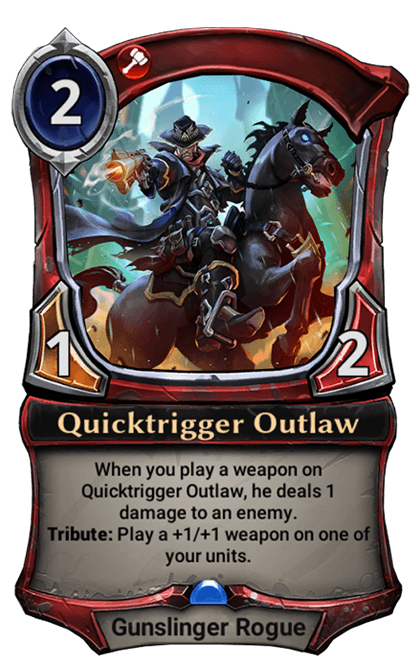 2
1
2
Quicktrigger Outlaw
When you play a weapon on
Quicktrigger Outlaw, he deals 1
damage to an enemy.
Tribute: Play a +1/+1 weapon on one of
your units.
Gunslinger Rogue